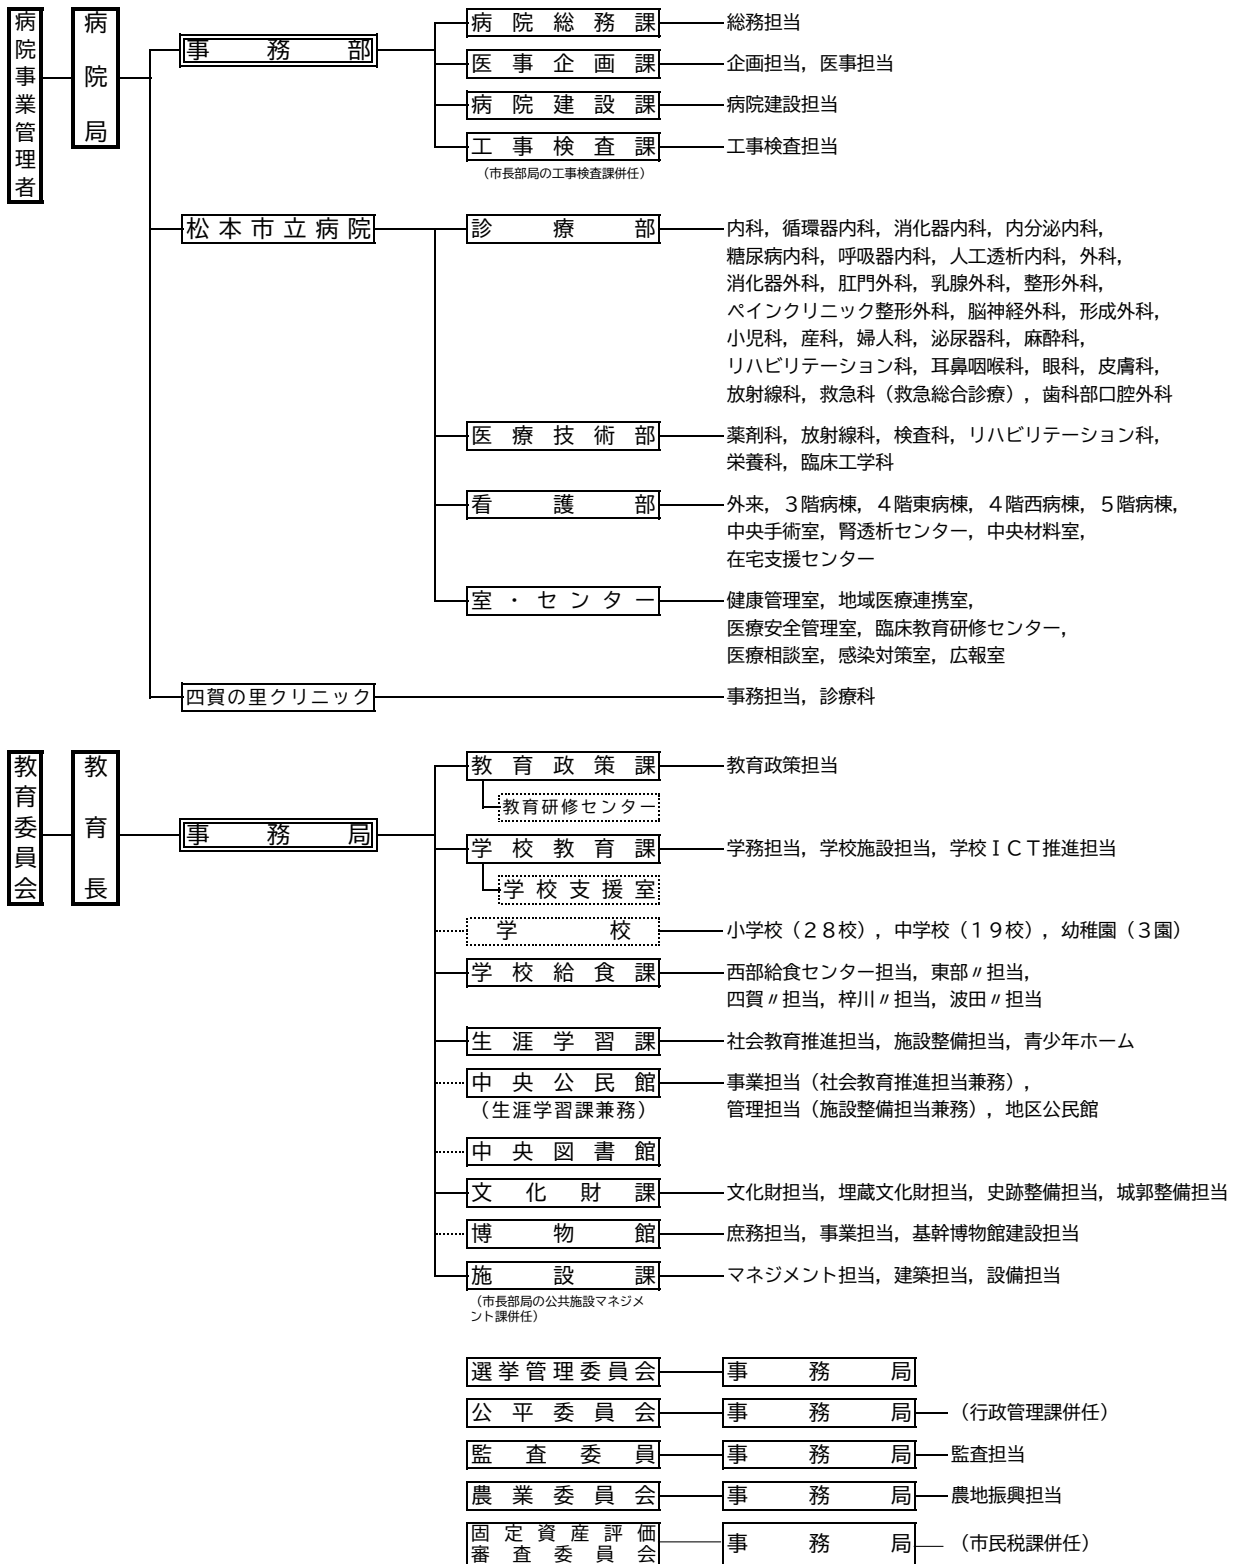 病院事業管理者
病院局
事務部
病院総務課 総務担当
医事企画課 企画担当，医事担当
病院建設課 病院建設担当
工事検査課 工事検査担当
（市長部局の工事検査課併任）
松本市立病院
診療部 内科，循環器内科，消化器内科，内分泌内科，
糖尿病内科，呼吸器内科，人工透析内科，外科，
消化器外科，肛門外科，乳腺外科，整形外科，
ペインクリニック整形外科，脳神経外科，形成外科，
小児科，産科，婦人科，泌尿器科，麻酔科，
リハビリテーション科，耳鼻咽喉科，眼科，皮膚科，
放射線科，救急科（救急総合診療），歯科部口腔外科
医療技術部 薬剤科，放射線科，検査科，リハビリテーション科，
栄養科，臨床工学科
看護部 外来，３階病棟，４階東病棟，４階西病棟，５階病棟，
中央手術室，腎透析センター，中央材料室，
在宅支援センター
室・センター 健康管理室，地域医療連携室，
医療安全管理室，臨床教育研修センター，
医療相談室，感染対策室，広報室
四賀の里クリニック 事務担当，診療科
教育委員会
教育長
事務局
教育政策課 教育政策担当
教育研修センター
学校教育課 学務担当，学校施設担当，学校ＩＣＴ推進担当
学校支援室
学校 小学校（２８校），中学校（１９校），幼稚園（３園）
学校給食課 西部給食センター担当，東部〃担当，
四賀〃担当，梓川〃担当，波田〃担当
生涯学習課 社会教育推進担当，施設整備担当，青少年ホーム
中央公民館 事業担当（社会教育推進担当兼務），
（生涯学習課兼務） 管理担当（施設整備担当兼務），地区公民館
中央図書館
文化財課 文化財担当，埋蔵文化財担当，史跡整備担当，城郭整備担当
博物館 庶務担当，事業担当，基幹博物館建設担当
施設課 マネジメント担当，建築担当，設備担当
（市長部局の公共施設マネジメ
ント課併任）
選挙管理委員会 事務局
公平委員会 事務局 （行政管理課併任）
監査委員 事務局 監査担当
農業委員会 事務局 農地振興担当
固定資産評価
審査委員会 事務局 （市民税課併任）